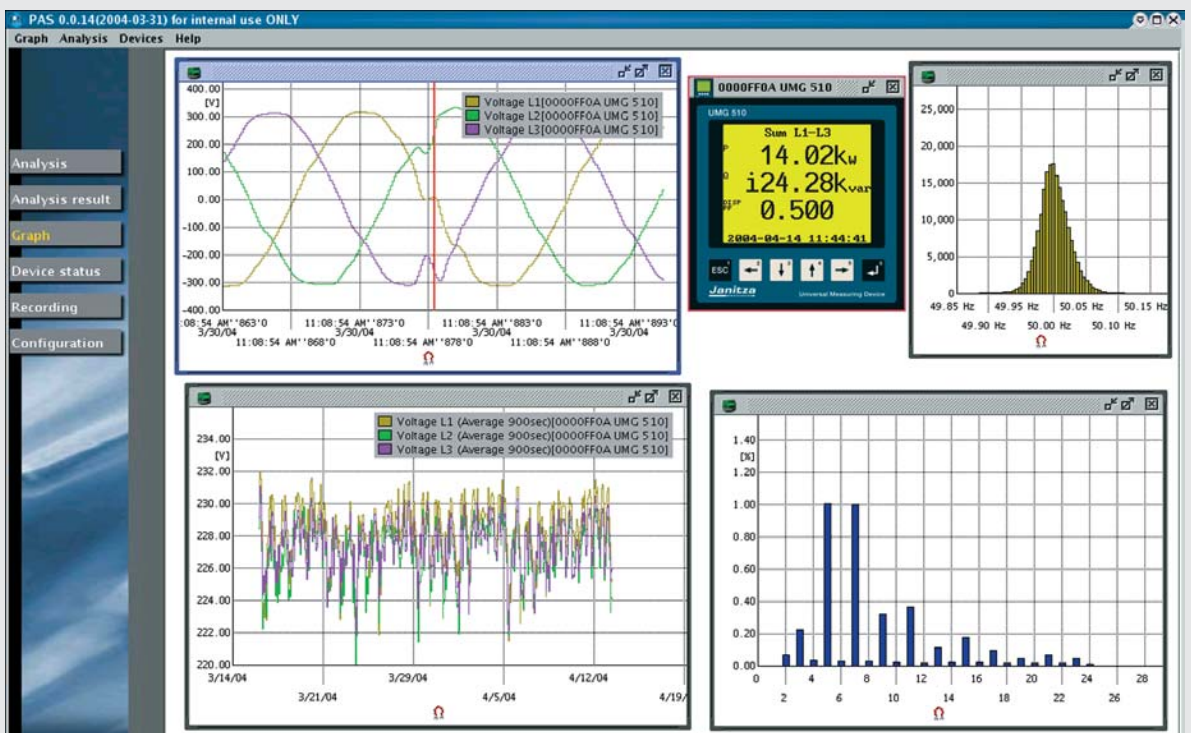 PAS 0.0.14(2004-03-31) for internal use ONLY
Graph Analysis Devices Help
Analysis
Analysis result
Graph
Device status
Recording
Configuration
400.00
[V]
300.00
200.00
100.00
0.00
-100.00
-200.00
-300.00
-400.00
Voltage L1[0000FF0A UMG 510]
Voltage L2[0000FF0A UMG 510]
Voltage L3[0000FF0A UMG 510]
:08:54 AM''863'0 11:08:54 AM''873'0 11:08:54 AM''883'0 11:08:54 AM''893'0
3/30/04 3/30/04 3/30/04 3/30/04
11:08:54 AM''868'0 11:08:54 AM''878'0 11:08:54 AM''888'0
0000FF0A UMG 510
UMG 510
Sum L1-L3
P 14.02kw
Q i24.28kvar
DISP PF 0.500
2004-04-14 11:44:41
ESC
Janitza
Universal Measuring Device
25,000
20,000
15,000
10,000
5,000
0
49.85 Hz 49.95 Hz 50.05 Hz 50.15 Hz
49.90 Hz 50.00 Hz 50.10 Hz
234.00
[V]
232.00
230.00
228.00
226.00
224.00
222.00
220.00
Voltage L1 (Average 900sec)[0000FF0A UMG 510]
Voltage L2 (Average 900sec)[0000FF0A UMG 510]
Voltage L3 (Average 900sec)[0000FF0A UMG 510]
3/14/04 3/29/04 4/12/04
3/21/04 4/5/04 4/19/
1.40
[%]
1.20
1.00
0.80
0.60
0.40
0.20
0.00
0 4 8 12 16 20 24 28
2 6 10 14 18 22 26